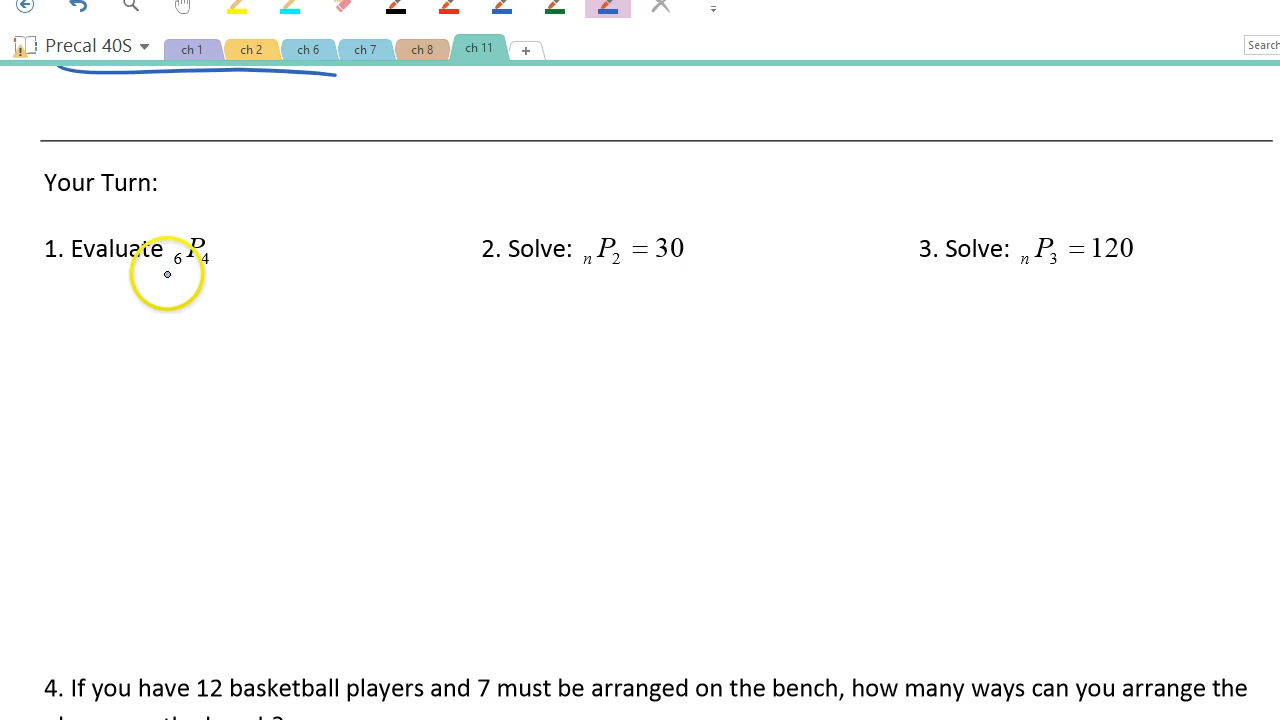 Precal 40S ch 1 ch 2 ch 6 ch 7 ch 8 ch 11 + Search
Your Turn:
1. Evaluate ₆P₄ 2. Solve: ₙP₂ = 30 3. Solve: ₙP₃ = 120
4. If you have 12 basketball players and 7 must be arranged on the bench, how many ways can you arrange the